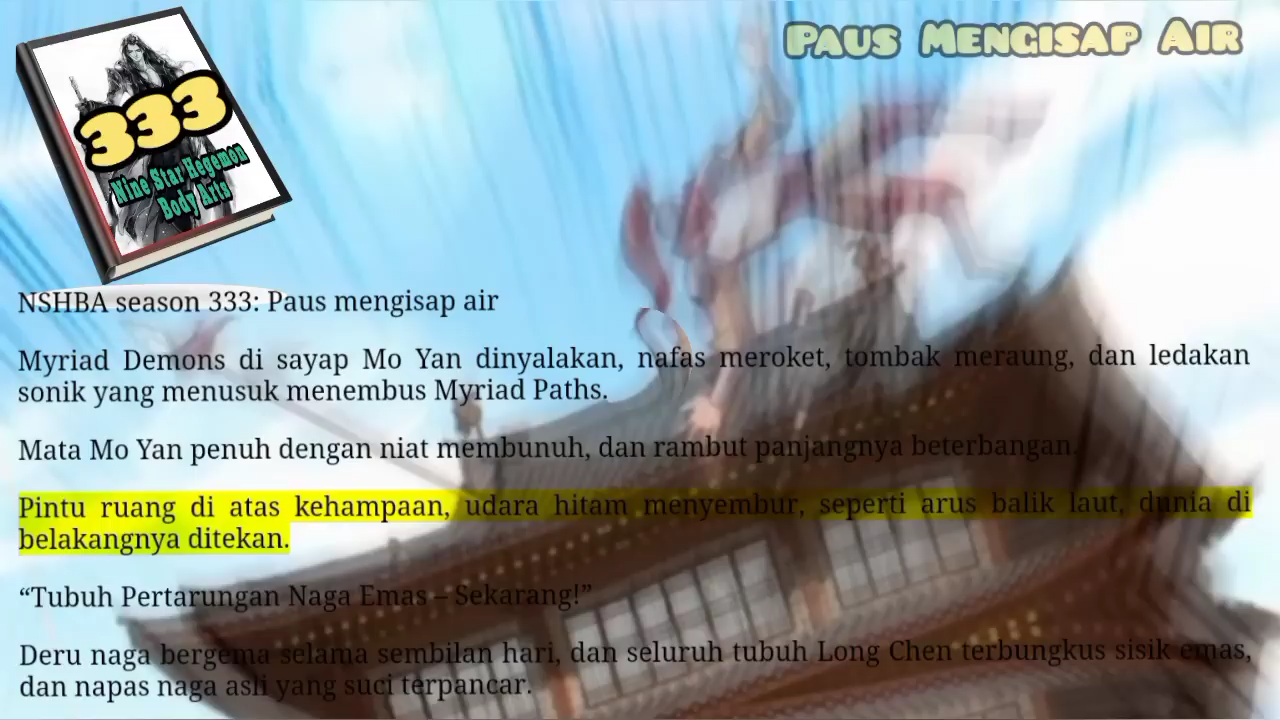 Paus Mengisap Air
333
Nine Star Hegemon
Body Arts
NSHBA season 333: Paus mengisap air
Myriad Demons di sayap Mo Yan dinyalakan, nafas meroket, tombak meraung, dan ledakan
sonik yang menusuk menembus Myriad Paths.
Mata Mo Yan penuh dengan niat membunuh, dan rambut panjangnya beterbangan.
Pintu ruang di atas kehampaan, udara hitam menyembur, seperti arus balik laut, dunia di
belakangnya ditekan.
“Tubuh Pertarungan Naga Emas – Sekarang!”
Deru naga bergema selama sembilan hari, dan seluruh tubuh Long Chen terbungkus sisik emas,
dan napas naga asli yang suci terpancar.